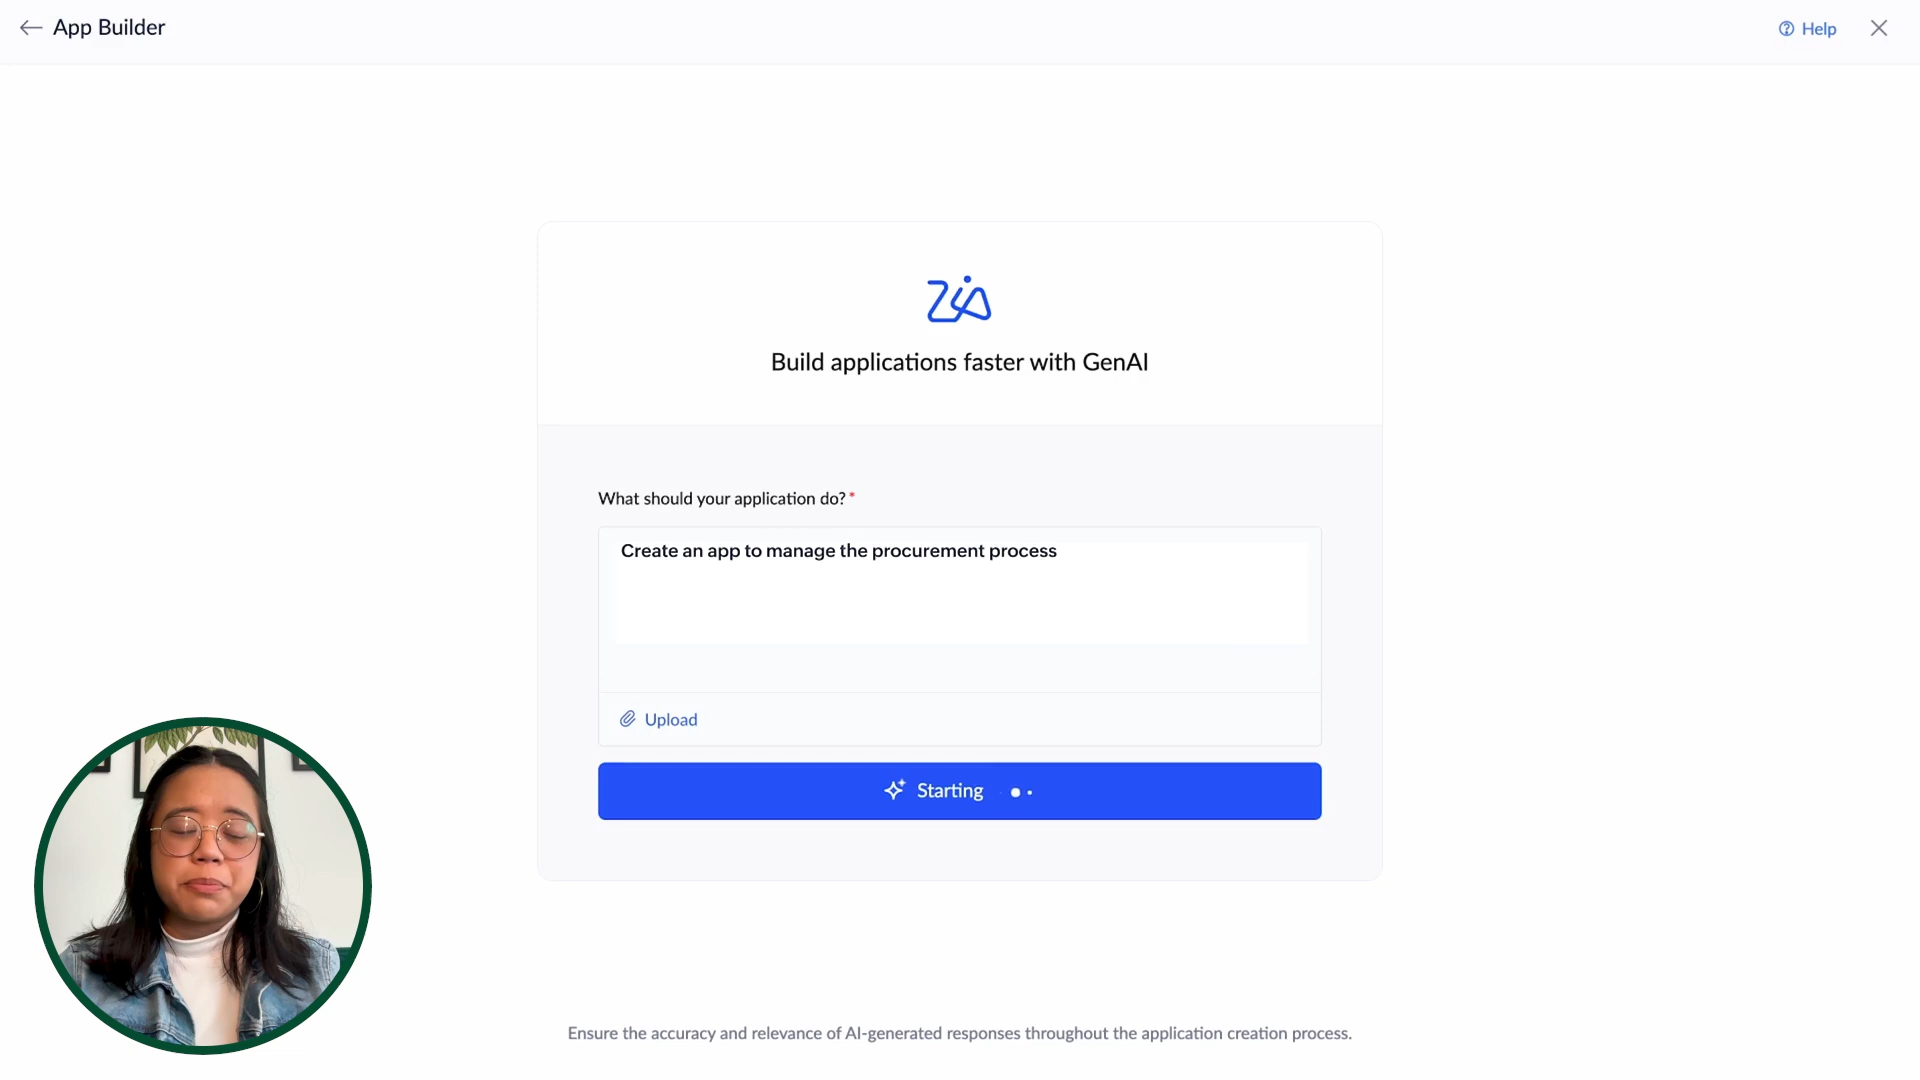 App Builder
Help
Zia
Build applications faster with GenAI
What should your application do?*
Create an app to manage the procurement process
Upload
Starting
Ensure the accuracy and relevance of AI-generated responses throughout the application creation process.